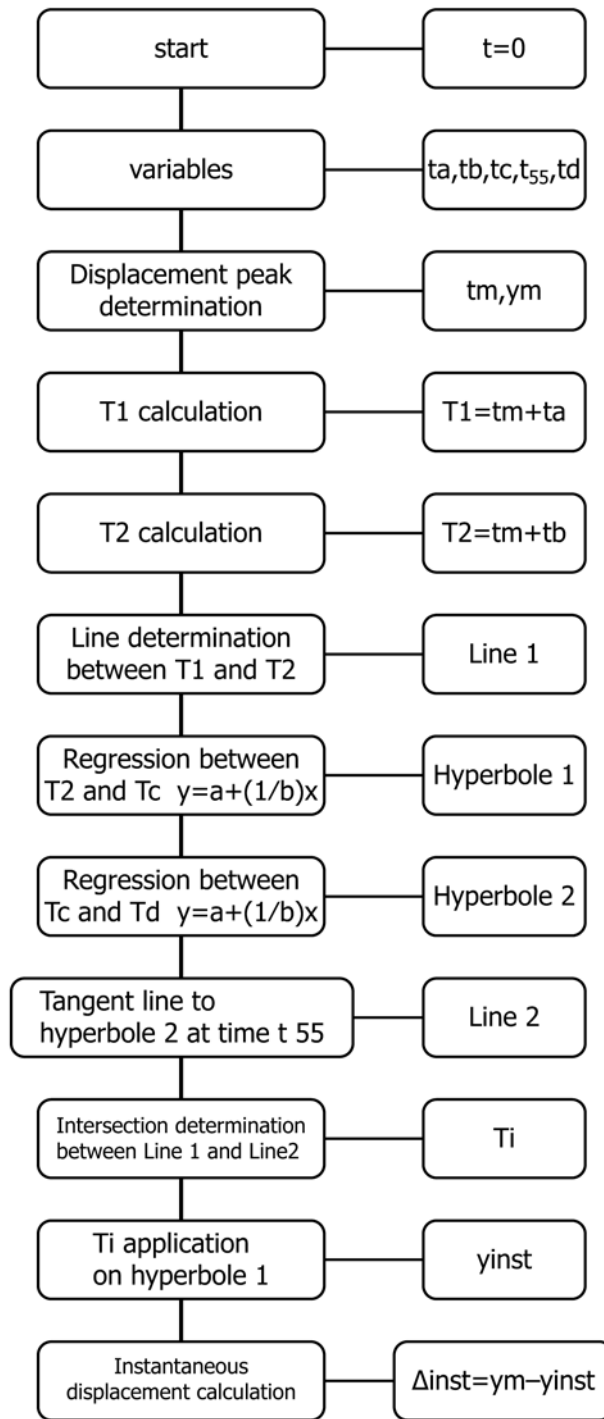 start
t=0
variables
ta,tb,tc,t₅₅,td
Displacement peak
determination
tm,ym
T1 calculation
T1=tm+ta
T2 calculation
T2=tm+tb
Line determination
between T1 and T2
Line 1
Regression between
T2 and Tc y=a+(1/b)x
Hyperbole 1
Regression between
Tc and Td y=a+(1/b)x
Hyperbole 2
Tangent line to
hyperbole 2 at time t 55
Line 2
Intersection determination
between Line 1 and Line2
Ti
Ti application
on hyperbole 1
yinst
Instantaneous
displacement calculation
Δinst=ym−yinst